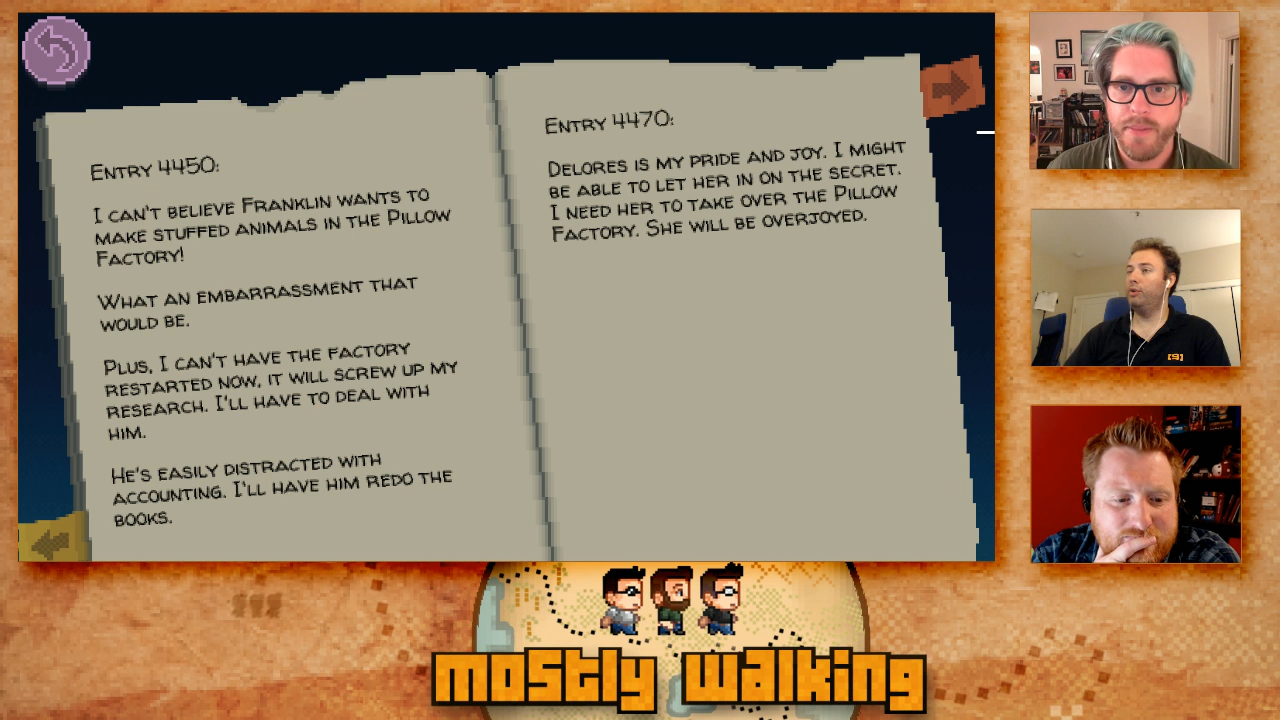 Entry 4450:
I can't believe Franklin wants to
make stuffed animals in the Pillow
Factory!
What an embarrassment that
would be.
Plus, I can't have the factory
restarted now, it will screw up my
research. I'll have to deal with
him.
He's easily distracted with
accounting. I'll have him redo the
books.
Entry 4470:
Delores is my pride and joy. I might
be able to let her in on the secret.
I need her to take over the Pillow
Factory. She will be overjoyed.
[9]
mostly walking